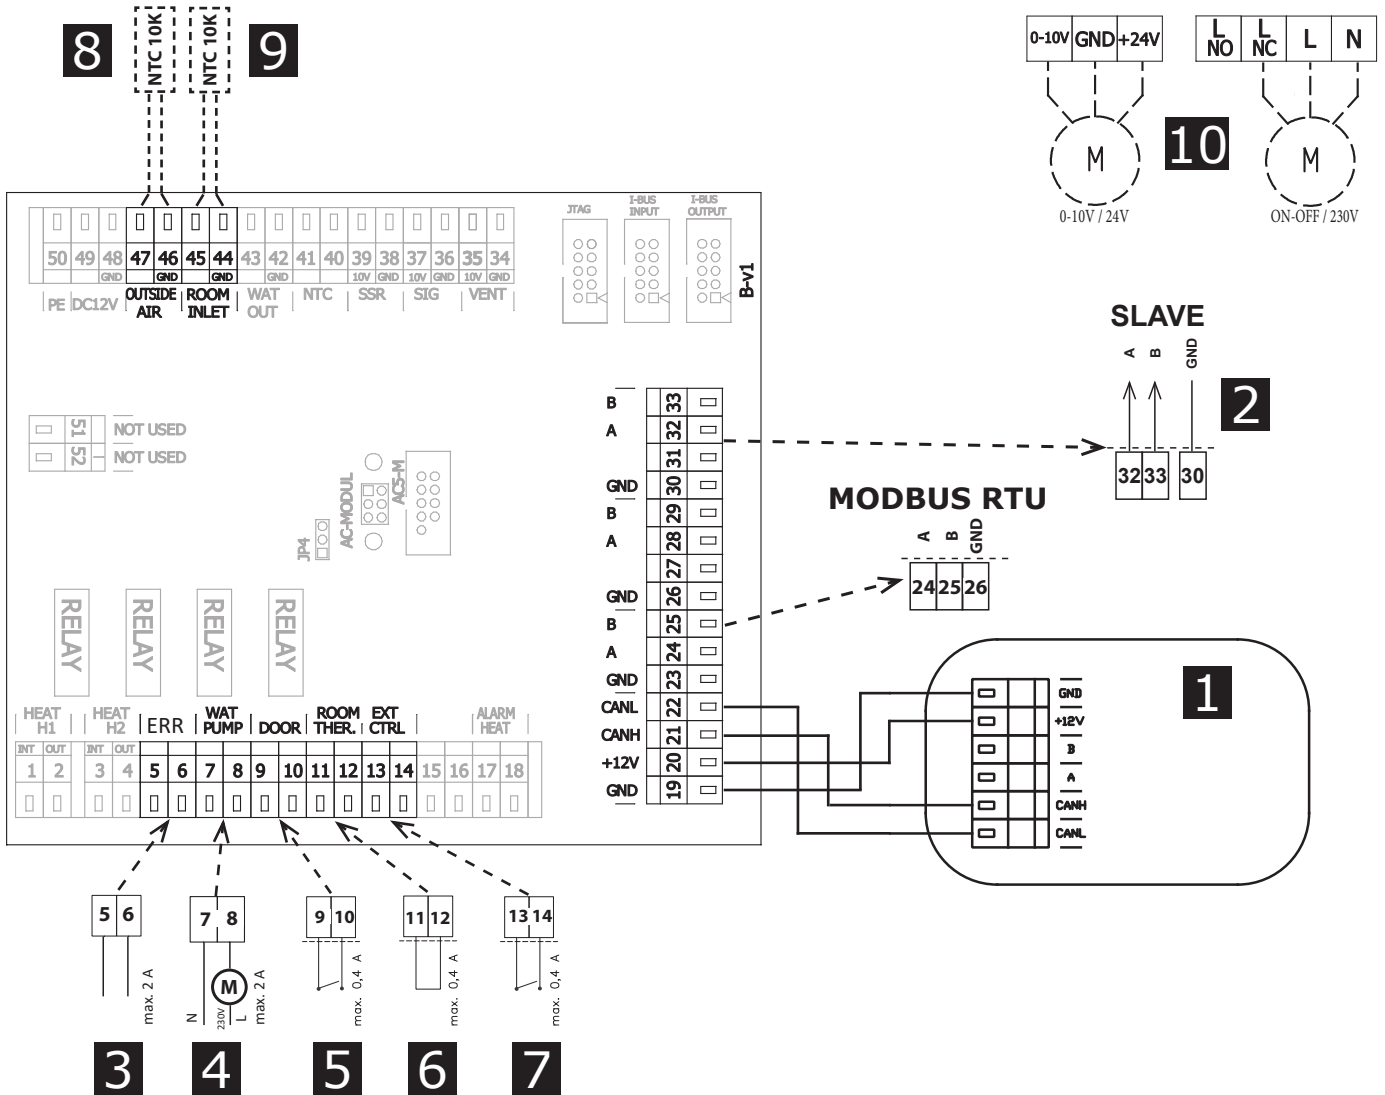 8
NTC 10K
NTC 10K
9
0-10V GND +24V
M
0-10V / 24V
10
L NO
L NC
L
N
M
ON-OFF / 230V
50 49 48 47 46 45 44 43 42 41 40 39 38 37 36 35 34
GND GND GND GND 10V GND 10V GND 10V GND
PE DC12V
OUTSIDE AIR
ROOM INLET
WAT OUT
NTC
SSR
SIG
VENT
JTAG
I-BUS INPUT
I-BUS OUTPUT
B-v1
51 NOT USED
52 NOT USED
JP4
AC-MODUL
AC5-M
RELAY
RELAY
RELAY
RELAY
B 33
A 32
31
GND 30
B 29
A 28
27
GND 26
B 25
A 24
GND 23
CANL 22
CANH 21
+12V 20
GND 19
SLAVE
A
B
GND
32 33 30
2
MODBUS RTU
A
B
GND
24 25 26
1
GND
+12V
B
A
CANH
CANL
HEAT H1
HEAT H2
ERR
WAT PUMP
DOOR
ROOM THER.
EXT CTRL
ALARM HEAT
INT OUT INT OUT
1 2 3 4 5 6 7 8 9 10 11 12 13 14 15 16 17 18
5 6
max. 2 A
3
7 8
M
N
230V
L
max. 2 A
4
9 10
max. 0,4 A
5
11 12
max. 0,4 A
6
13 14
max. 0,4 A
7